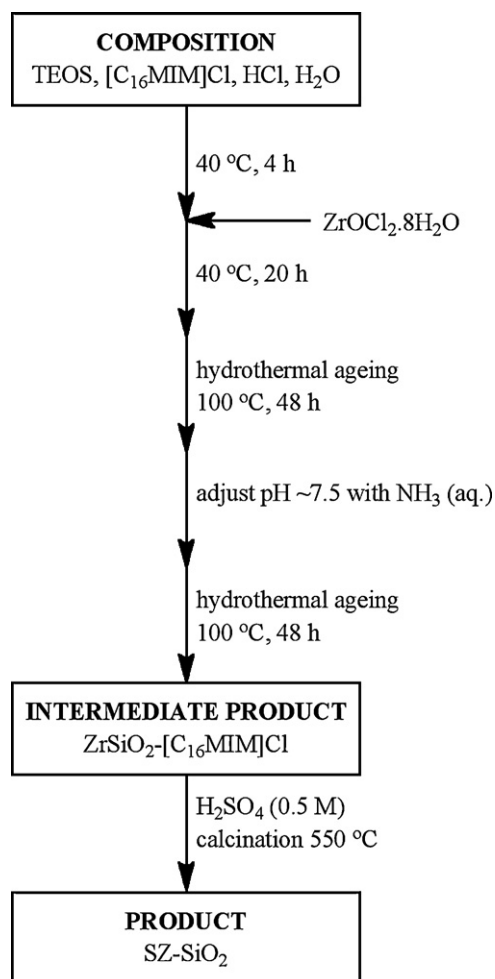 COMPOSITION
TEOS, [C₁₆MIM]Cl, HCl, H₂O
40 °C, 4 h
ZrOCl₂.8H₂O
40 °C, 20 h
hydrothermal ageing
100 °C, 48 h
adjust pH ~7.5 with NH₃ (aq.)
hydrothermal ageing
100 °C, 48 h
INTERMEDIATE PRODUCT
ZrSiO₂-[C₁₆MIM]Cl
H₂SO₄ (0.5 M)
calcination 550 °C
PRODUCT
SZ-SiO₂